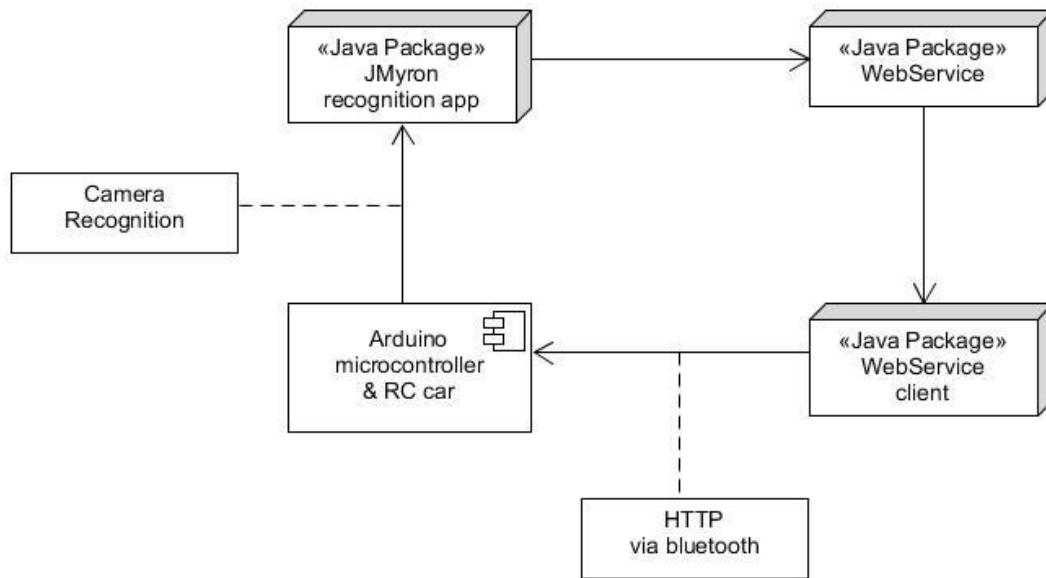 «Java Package»
JMyron
recognition app
«Java Package»
WebService
Camera
Recognition
Arduino
microcontroller
& RC car
«Java Package»
WebService
client
HTTP
via bluetooth